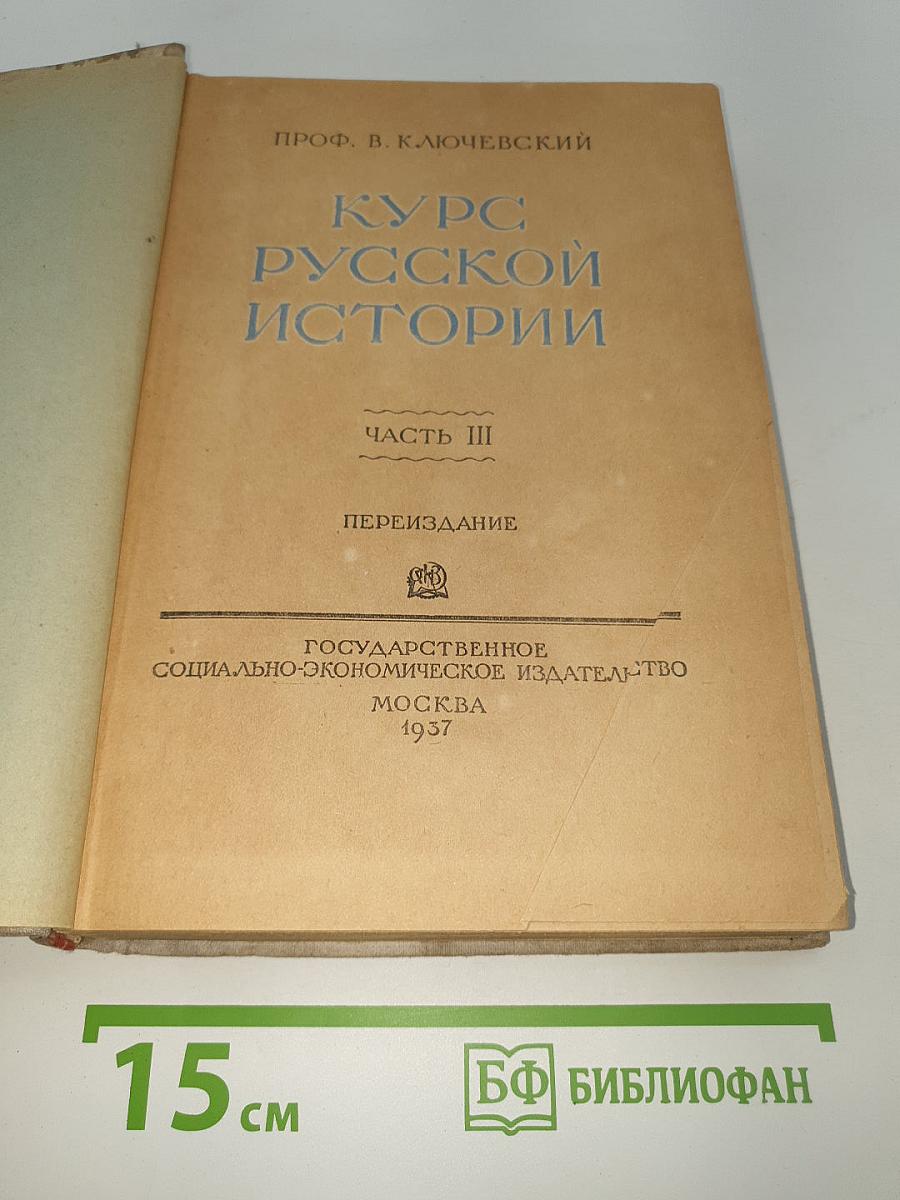 ПРОФ. В. КЛЮЧЕВСКИЙ
КУРС
РУССКОЙ
ИСТОРИИ
ЧАСТЬ III
ПЕРЕИЗДАНИЕ
ГОСУДАРСТВЕННОЕ
СОЦИАЛЬНО-ЭКОНОМИЧЕСКОЕ ИЗДАТЕЛЬСТВО
МОСКВА
1937
15 см
БФ БИБЛИОФАН